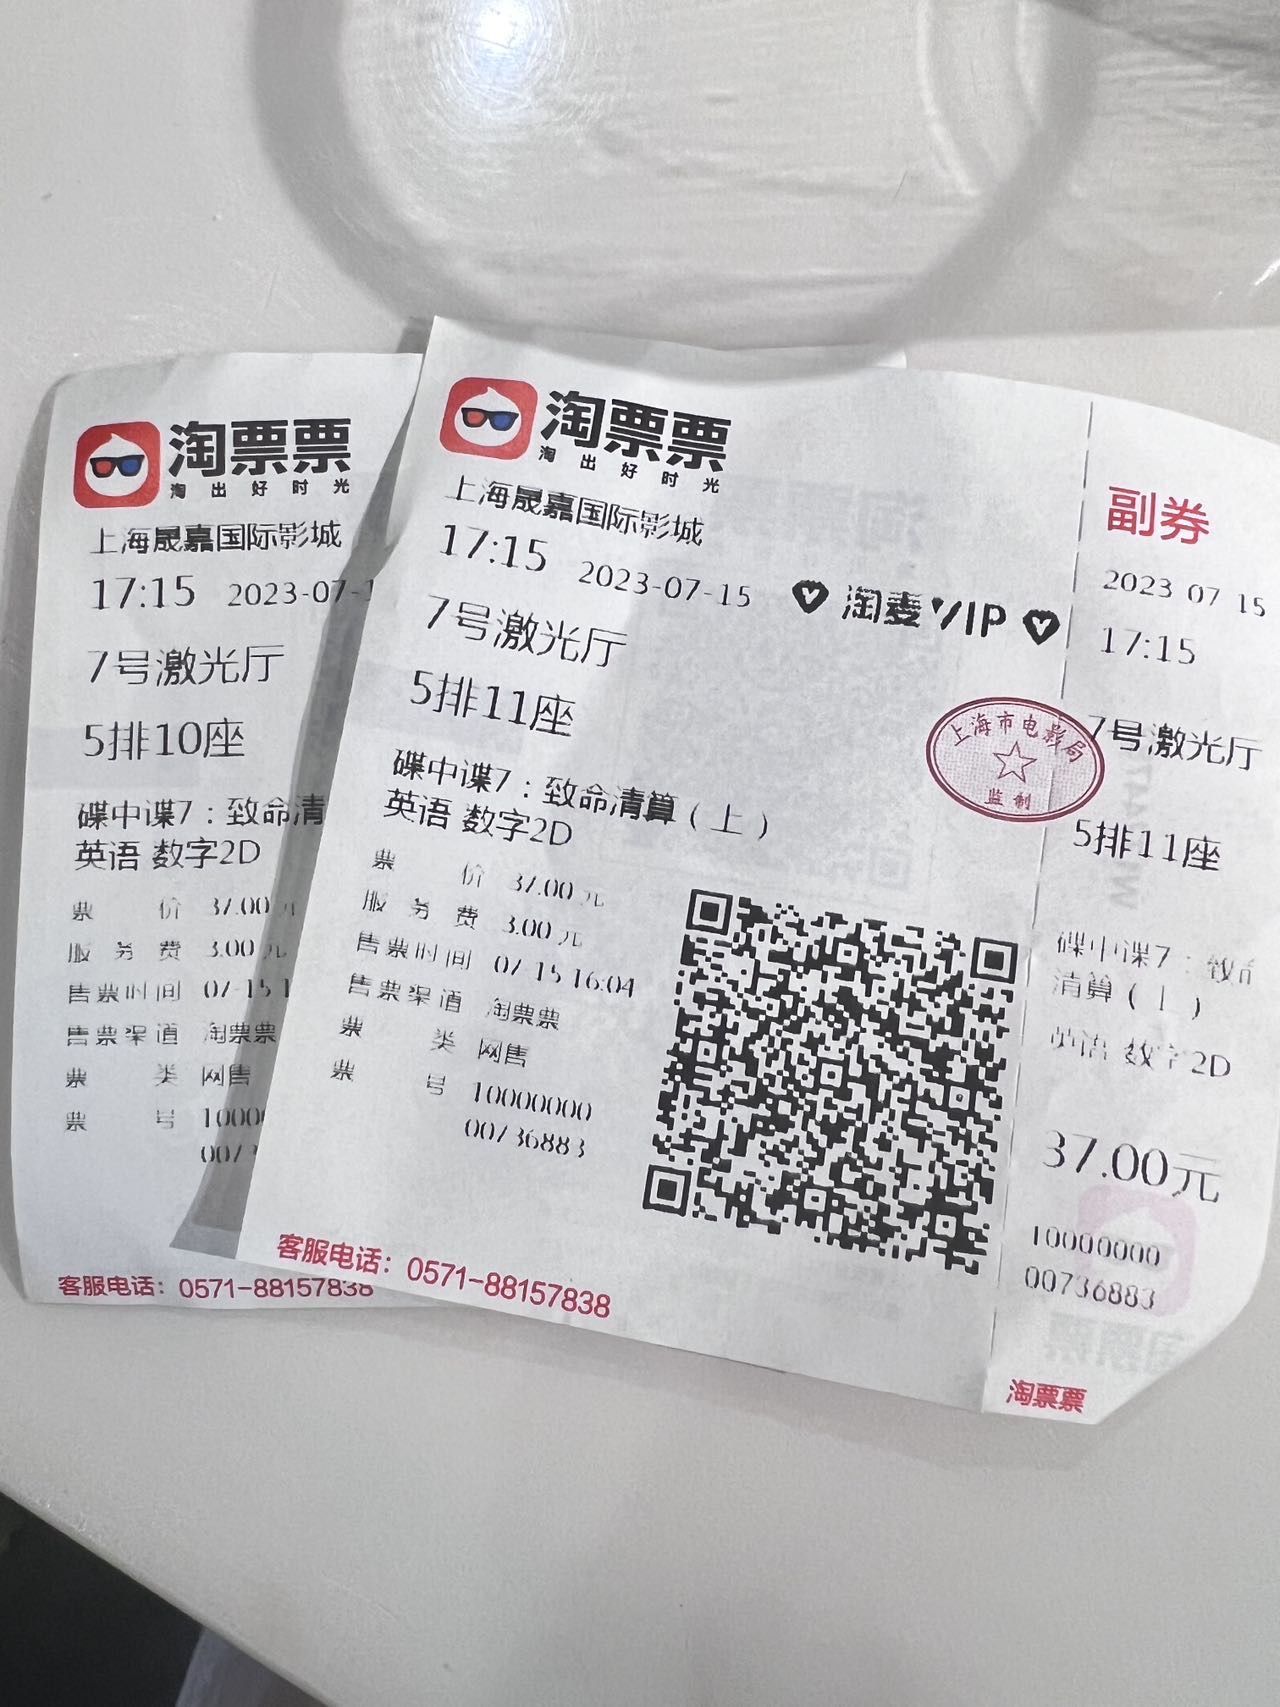 淘票票
淘出好时光
上海晟嘉国际影城
17:15 2023-07-1
7号激光厅
5排10座
碟中谍7：致命清
英语 数字2D
票价 37.00元
服务费 3.00元
售票时间 07-15 1
售票渠道 淘票票
票类 网售
票号 1000
007
客服电话：0571-88157838
淘票票
淘出好时光
上海晟嘉国际影城
17:15 2023-07-15
淘麦VIP
7号激光厅
5排11座
碟中谍7：致命清算（上）
英语 数字2D
票价 37.00元
服务费 3.00元
售票时间 07-15 16:04
售票渠道 淘票票
票类 网售
票号 10000000
00736883
客服电话：0571-88157838
上海市电影局
监制
副券
2023 07 15
17:15
7号激光厅
5排11座
碟中谍7：致命
清算（上）
英语 数字2D
37.00元
10000000
00736883
淘票票